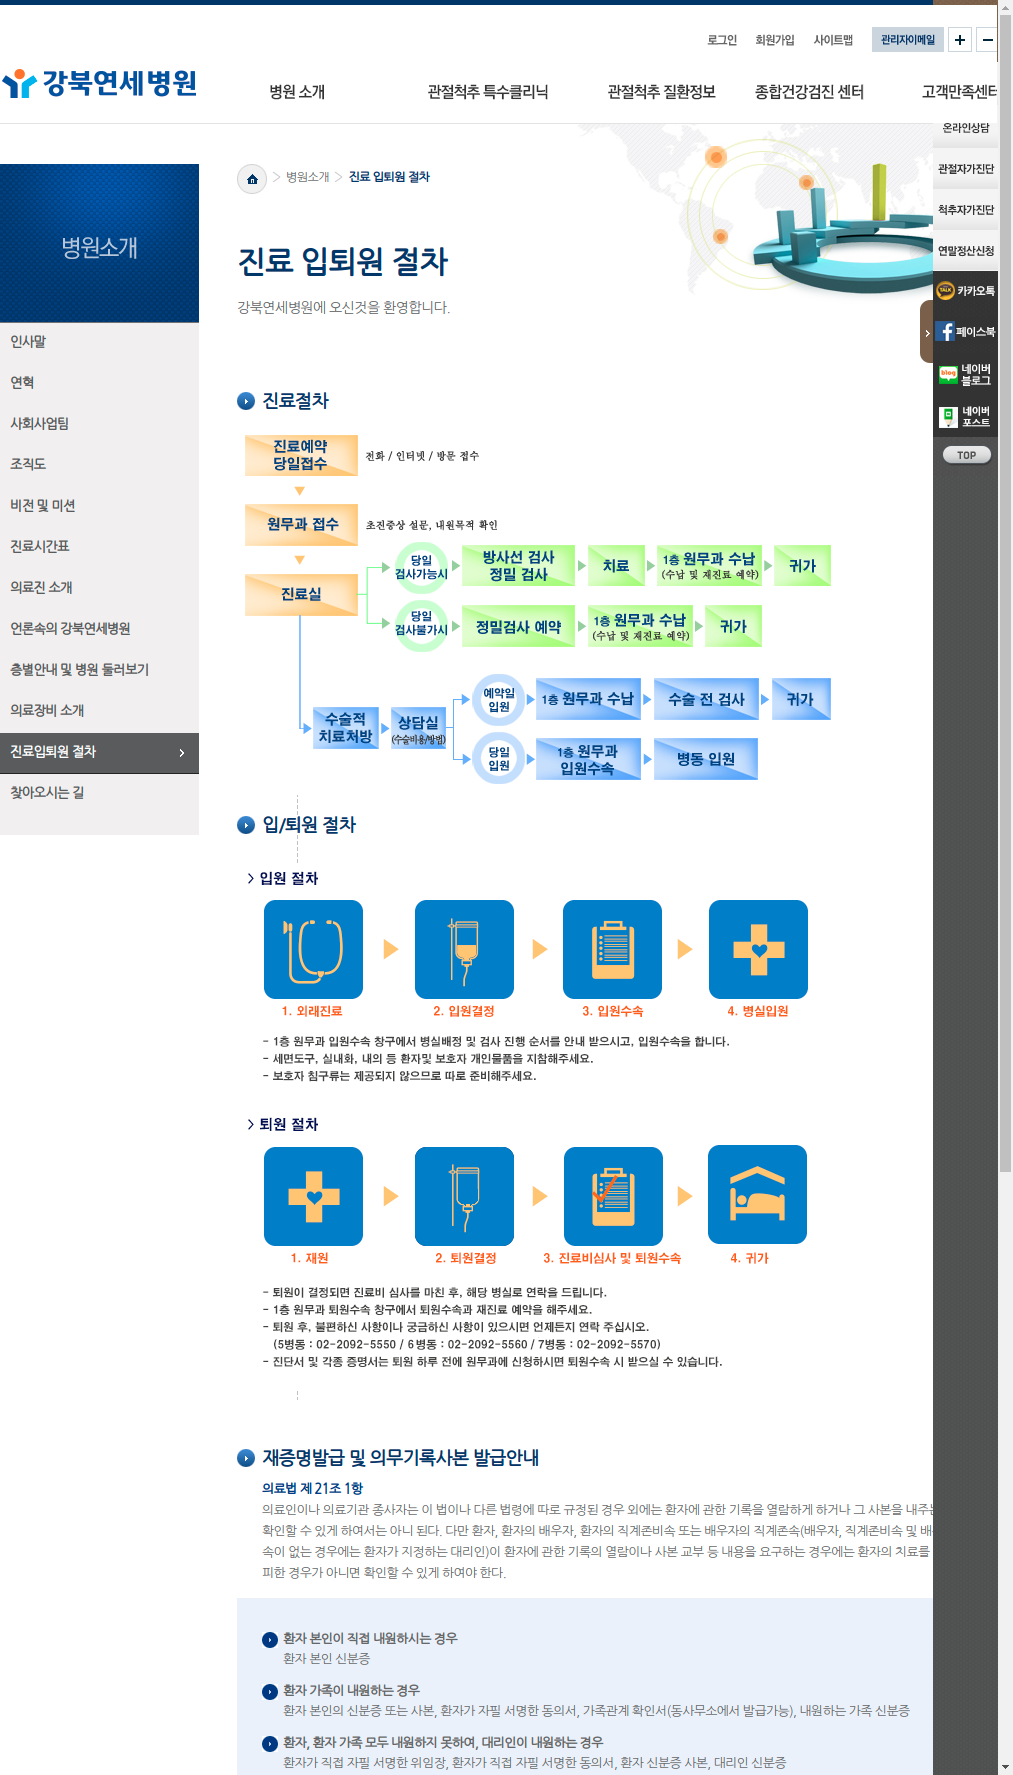 로그인 회원가입 사이트맵 관리자이메일
강북연세병원
병원 소개 관절척추 특수클리닉 관절척추 질환정보 종합건강검진 센터 고객만족센터
온라인상담
관절자가진단
척추자가진단
연말정산신청
TALK 카카오톡
페이스북
blog 네이버
블로그
네이버
포스트
TOP
병원소개
인사말
연혁
사회사업팀
조직도
비전 및 미션
진료시간표
의료진 소개
언론속의 강북연세병원
층별안내 및 병원 둘러보기
의료장비 소개
진료입퇴원 절차
찾아오시는 길
> 병원소개 > 진료 입퇴원 절차
진료 입퇴원 절차
강북연세병원에 오신것을 환영합니다.
진료절차
진료예약
당일접수
전화 / 인터넷 / 방문 접수
원무과 접수
초진증상 설문, 내원목적 확인
진료실
당일
검사가능시
방사선 검사
정밀 검사
치료
1층 원무과 수납
(수납 및 재진료 예약)
귀가
당일
검사불가시
정밀검사 예약
1층 원무과 수납
(수납 및 재진료 예약)
귀가
수술적
치료처방
상담실
(수술비용/방법)
예약일
입원
1층 원무과 수납
수술 전 검사
귀가
당일
입원
1층 원무과
입원수속
병동 입원
입/퇴원 절차
> 입원 절차
1. 외래진료
2. 입원결정
3. 입원수속
4. 병실입원
- 1층 원무과 입원수속 창구에서 병실배정 및 검사 진행 순서를 안내 받으시고, 입원수속을 합니다.
- 세면도구, 실내화, 내의 등 환자및 보호자 개인물품을 지참해주세요.
- 보호자 침구류는 제공되지 않으므로 따로 준비해주세요.
> 퇴원 절차
1. 재원
2. 퇴원결정
3. 진료비심사 및 퇴원수속
4. 귀가
- 퇴원이 결정되면 진료비 심사를 마친 후, 해당 병실로 연락을 드립니다.
- 1층 원무과 퇴원수속 창구에서 퇴원수속과 재진료 예약을 해주세요.
- 퇴원 후, 불편하신 사항이나 궁금하신 사항이 있으시면 언제든지 연락 주십시오.
(5병동 : 02-2092-5550 / 6병동 : 02-2092-5560 / 7병동 : 02-2092-5570)
- 진단서 및 각종 증명서는 퇴원 하루 전에 원무과에 신청하시면 퇴원수속 시 받으실 수 있습니다.
재증명발급 및 의무기록사본 발급안내
의료법 제 21조 1항
의료인이나 의료기관 종사자는 이 법이나 다른 법령에 따로 규정된 경우 외에는 환자에 관한 기록을 열람하게 하거나 그 사본을 내주는
확인할 수 있게 하여서는 아니 된다. 다만 환자, 환자의 배우자, 환자의 직계존비속 또는 배우자의 직계존속(배우자, 직계존비속 및 배
속이 없는 경우에는 환자가 지정하는 대리인)이 환자에 관한 기록의 열람이나 사본 교부 등 내용을 요구하는 경우에는 환자의 치료를
피한 경우가 아니면 확인할 수 있게 하여야 한다.
환자 본인이 직접 내원하시는 경우
환자 본인 신분증
환자 가족이 내원하는 경우
환자 본인의 신분증 또는 사본, 환자가 자필 서명한 동의서, 가족관계 확인서(동사무소에서 발급가능), 내원하는 가족 신분증
환자, 환자 가족 모두 내원하지 못하여, 대리인이 내원하는 경우
환자가 직접 자필 서명한 위임장, 환자가 직접 자필 서명한 동의서, 환자 신분증 사본, 대리인 신분증